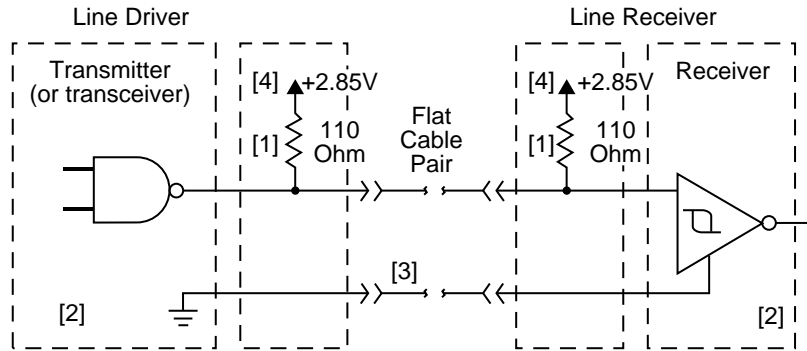 Line Driver
Line Receiver
Transmitter
(or transceiver)
[4] +2.85V
[1] 110
Ohm
Flat
Cable
Pair
[4] +2.85V
[1] 110
Ohm
Receiver
[3]
[2]
[2]